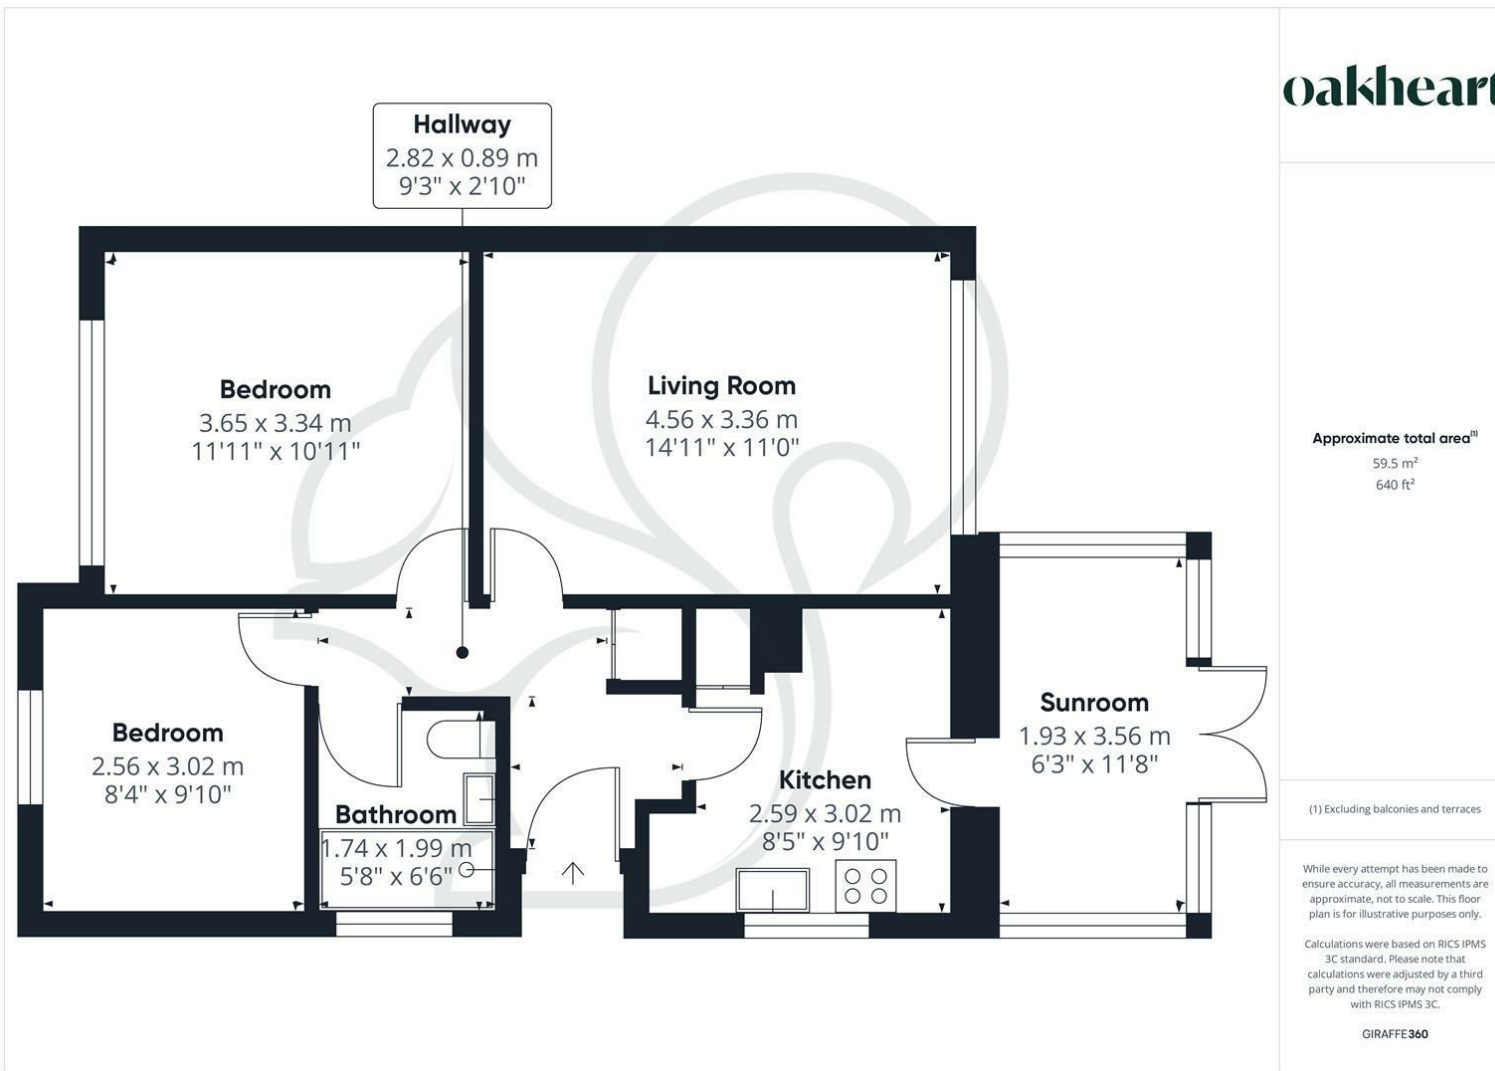 oakheart
Hallway
2.82 x 0.89 m
9'3" x 2'10"
Bedroom
3.65 x 3.34 m
11'11" x 10'11"
Living Room
4.56 x 3.36 m
14'11" x 11'0"
Approximate total area(1)
59.5 m²
640 ft²
Bedroom
2.56 x 3.02 m
8'4" x 9'10"
Bathroom
1.74 x 1.99 m
5'8" x 6'6"
Kitchen
2.59 x 3.02 m
8'5" x 9'10"
Sunroom
1.93 x 3.56 m
6'3" x 11'8"
(1) Excluding balconies and terraces
While every attempt has been made to
ensure accuracy, all measurements are
approximate, not to scale. This floor
plan is for illustrative purposes only.
Calculations were based on RICS IPMS
3C standard. Please note that
calculations were adjusted by a third
party and therefore may not comply
with RICS IPMS 3C.
GIRAFFE360